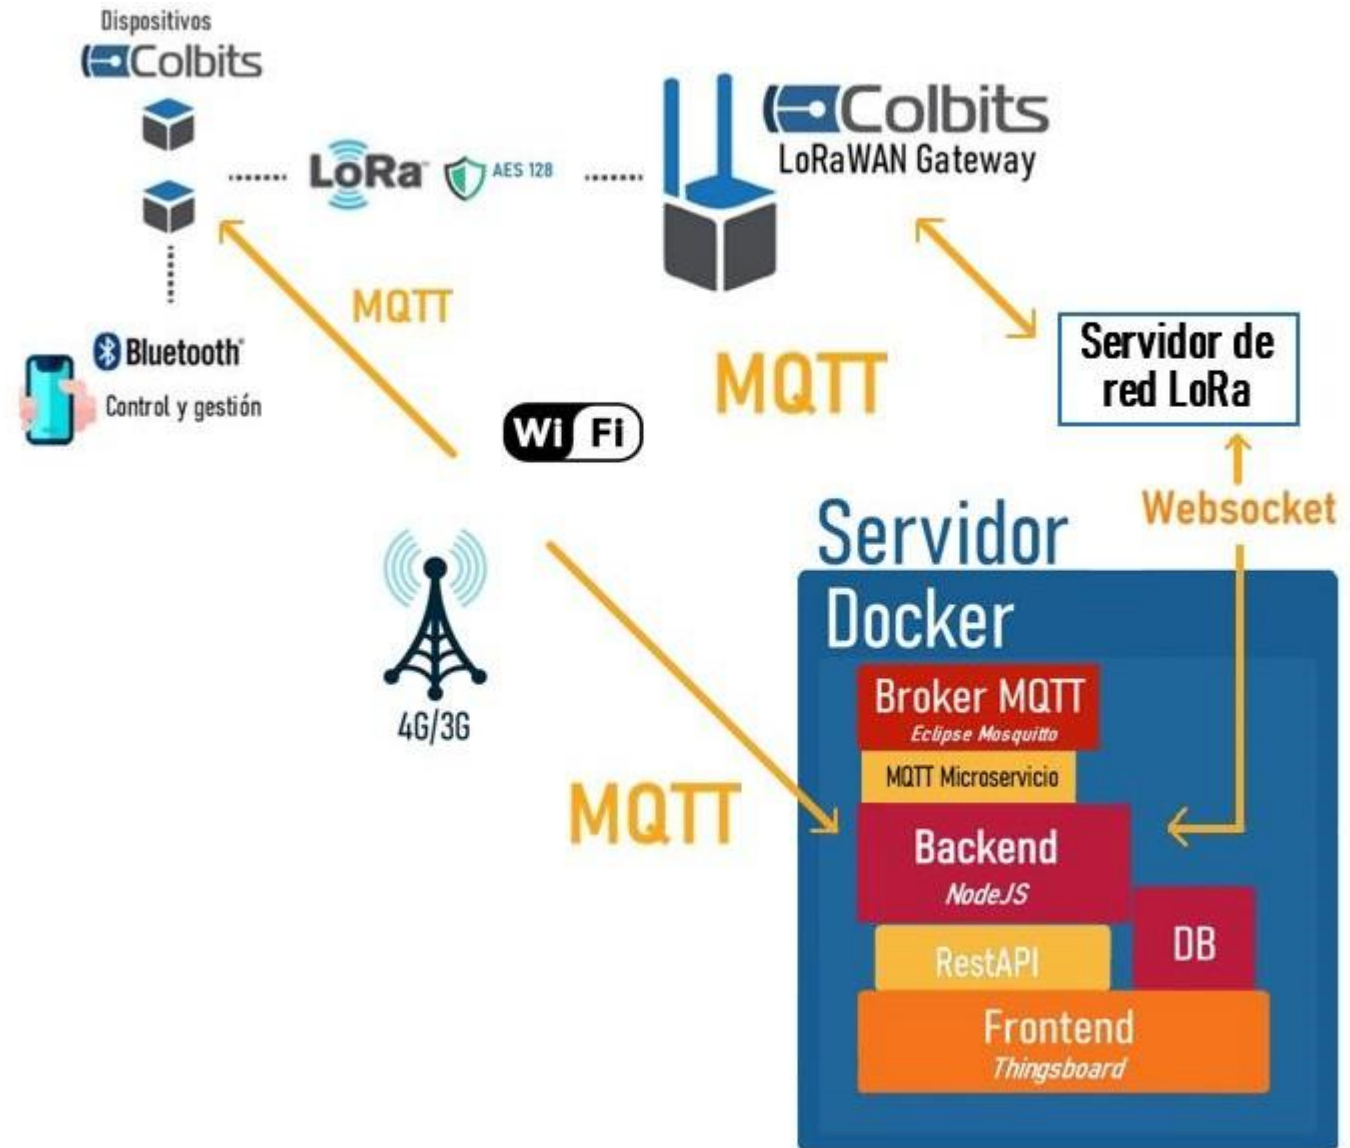 Dispositivos
Colbits
LoRa™
AES 128
Colbits
LoRaWAN Gateway
MQTT
Bluetooth®
Control y gestión
MQTT
Servidor de
red LoRa
Wi Fi
Websocket
Servidor
Docker
4G/3G
Broker MQTT
Eclipse Mosquitto
MQTT Microservicio
MQTT
Backend
NodeJS
RestAPI
DB
Frontend
Thingsboard